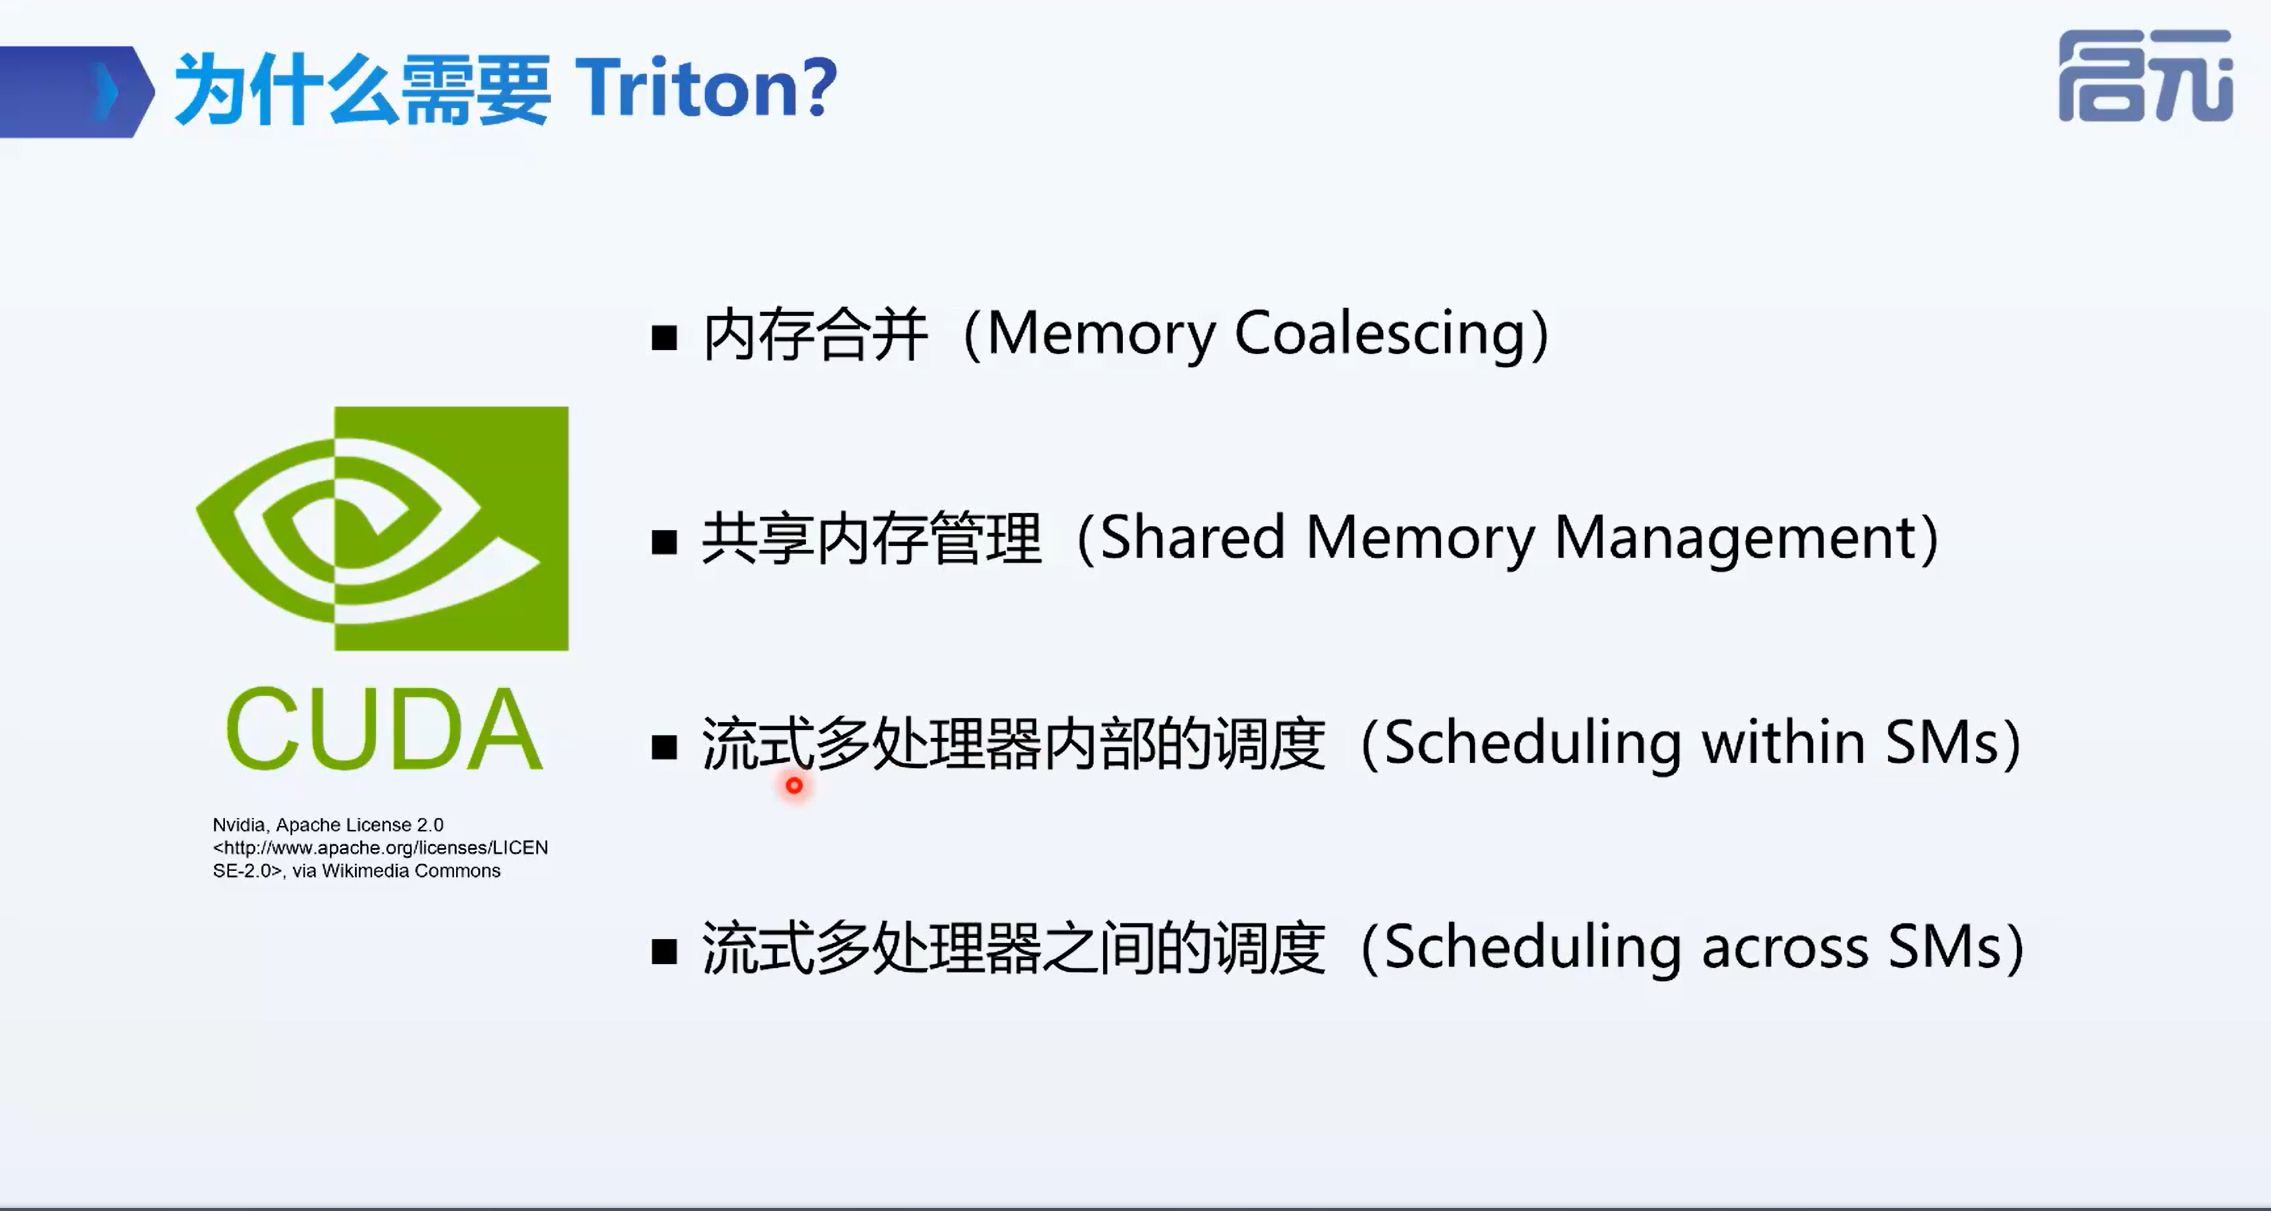 为什么需要 Triton?
启元
■ 内存合并（Memory Coalescing）
■ 共享内存管理（Shared Memory Management）
CUDA
■ 流式多处理器内部的调度（Scheduling within SMs）
Nvidia, Apache License 2.0
<http://www.apache.org/licenses/LICEN
SE-2.0>, via Wikimedia Commons
■ 流式多处理器之间的调度（Scheduling across SMs）